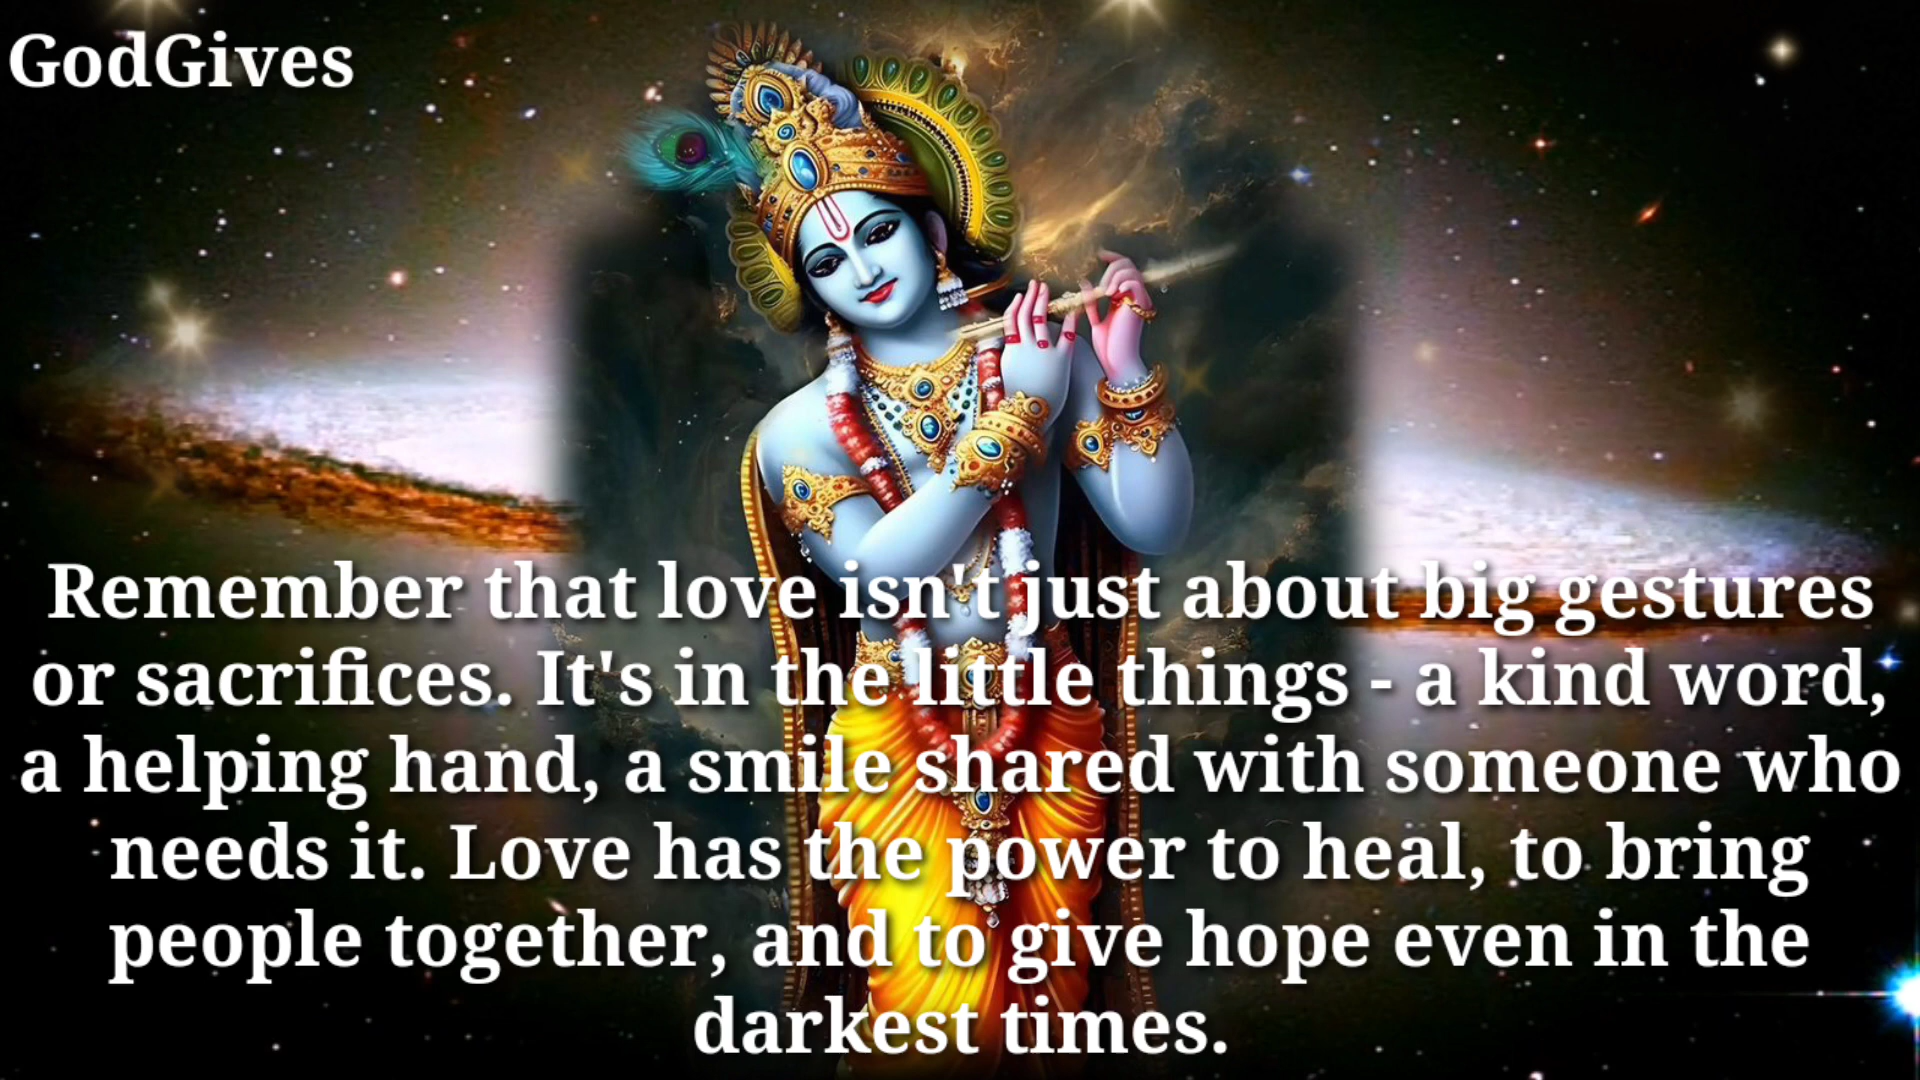 GodGives
Remember that love isn't just about big gestures
or sacrifices. It's in the little things - a kind word,
a helping hand, a smile shared with someone who
needs it. Love has the power to heal, to bring
people together, and to give hope even in the
darkest times.